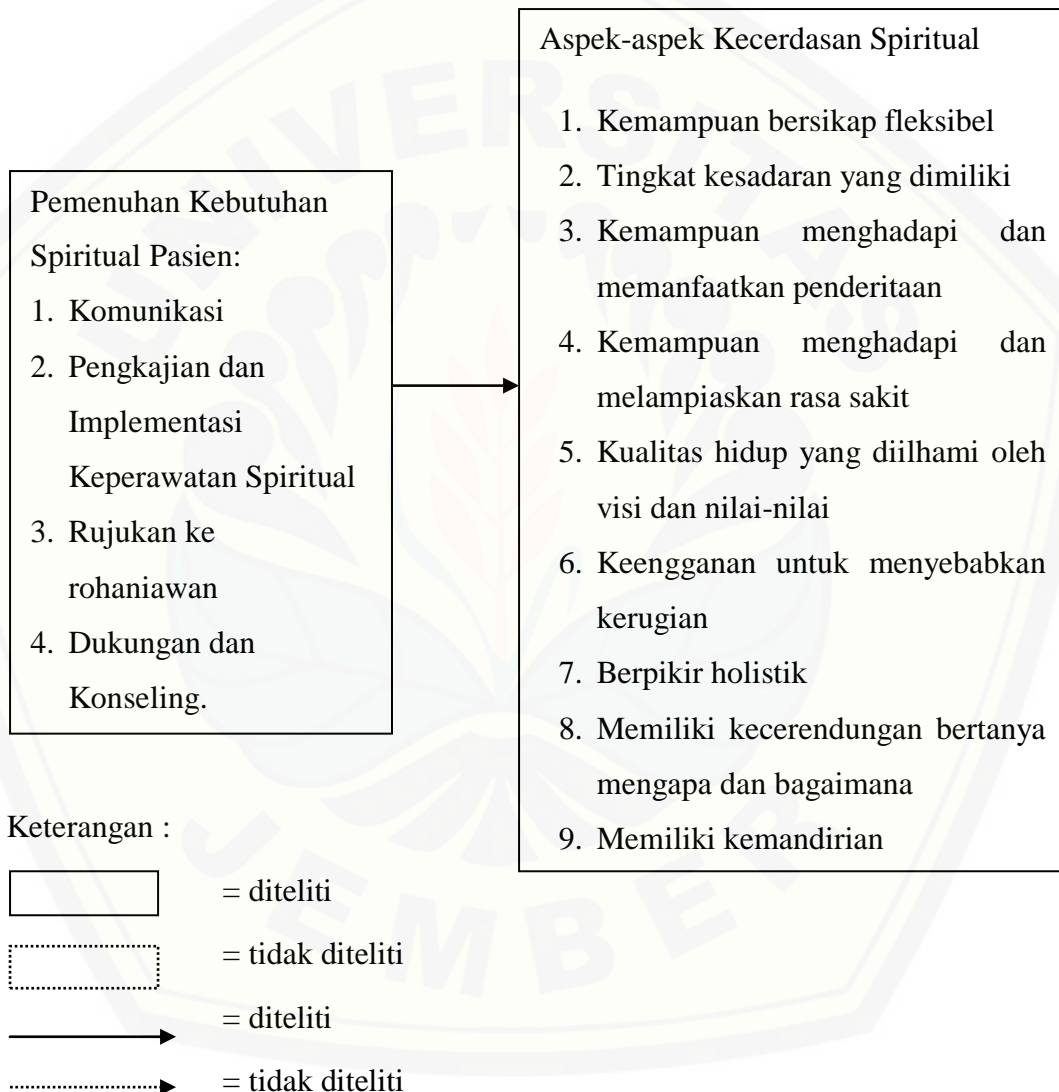 Pemenuhan Kebutuhan
Spiritual Pasien:
1. Komunikasi
2. Pengkajian dan
Implementasi
Keperawatan Spiritual
3. Rujukan ke
rohaniawan
4. Dukungan dan
Konseling.
Aspek-aspek Kecerdasan Spiritual
1. Kemampuan bersikap fleksibel
2. Tingkat kesadaran yang dimiliki
3. Kemampuan menghadapi dan
memanfaatkan penderitaan
4. Kemampuan menghadapi dan
melampiaskan rasa sakit
5. Kualitas hidup yang diilhami oleh
visi dan nilai-nilai
6. Keengganan untuk menyebabkan
kerugian
7. Berpikir holistik
8. Memiliki kecerendungan bertanya
mengapa dan bagaimana
9. Memiliki kemandirian
Keterangan :
= diteliti
= tidak diteliti
= diteliti
= tidak diteliti
UNIVERSITAS
JEMBER